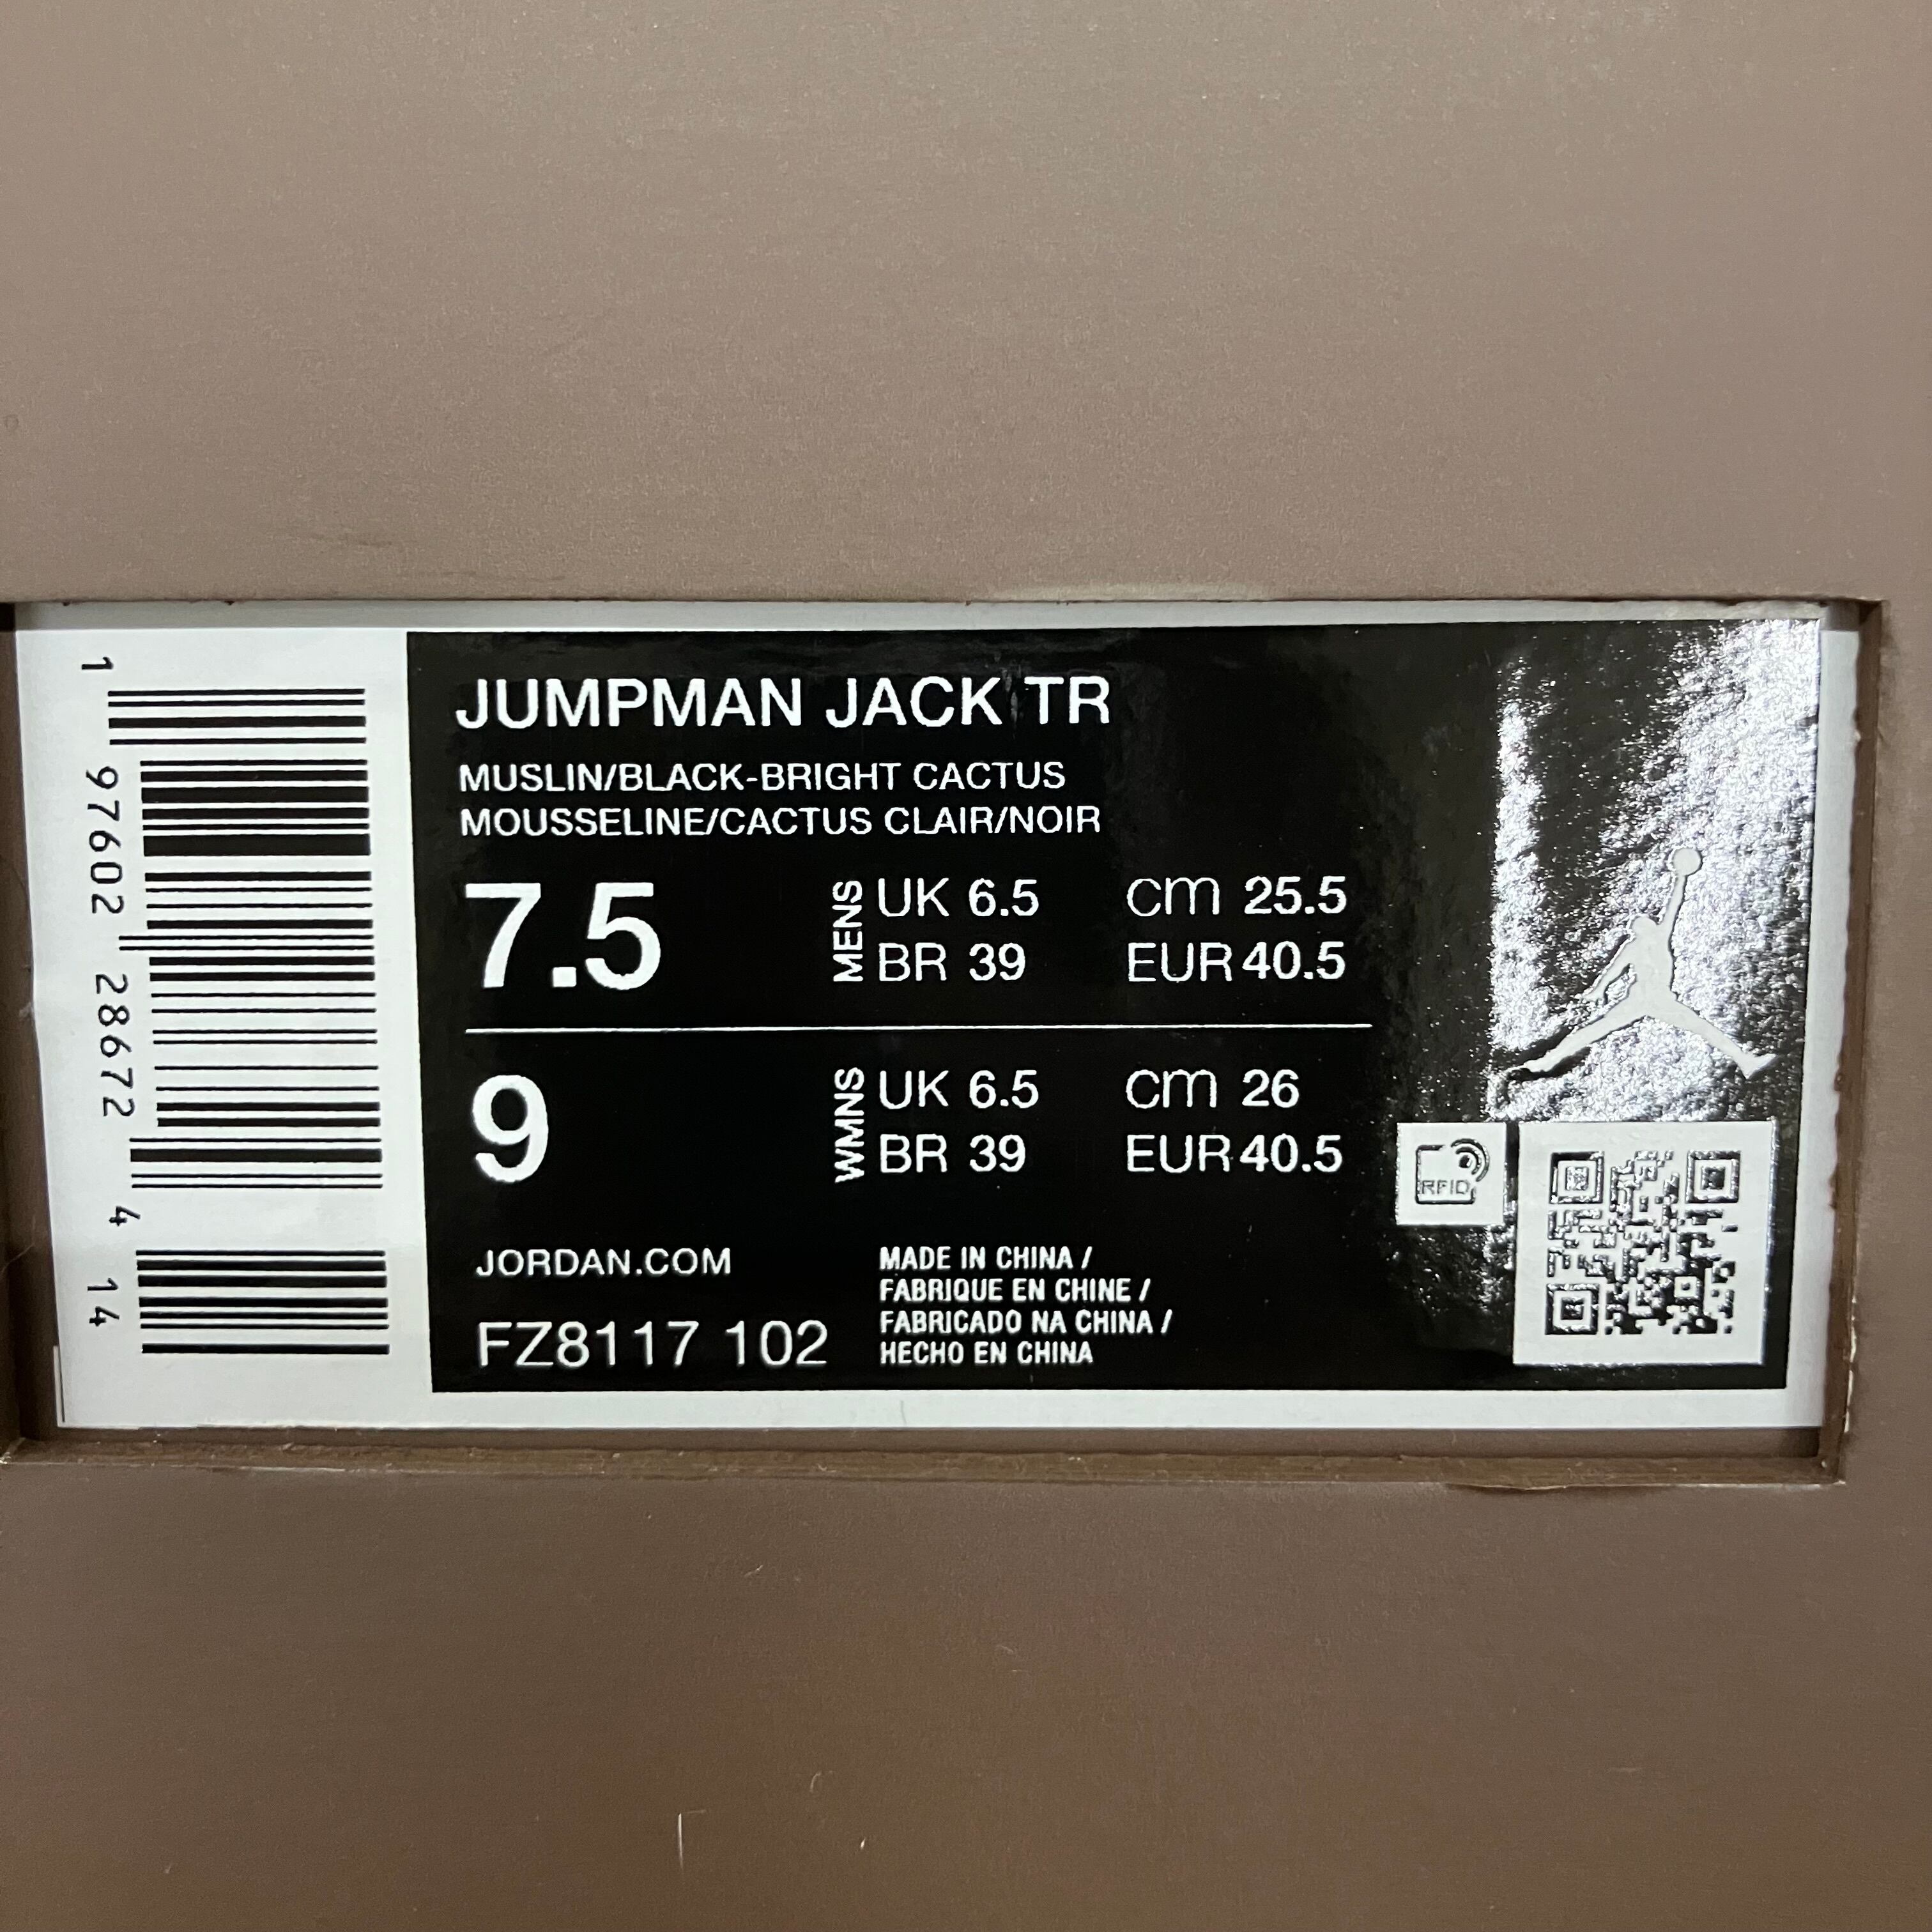 1 97602 28672 4 14
JUMPMAN JACK TR
MUSLIN/BLACK-BRIGHT CACTUS
MOUSSELINE/CACTUS CLAIR/NOIR
7.5 MENS UK 6.5 CM 25.5
BR 39 EUR 40.5
9 WMNS UK 6.5 CM 26
BR 39 EUR 40.5
RFID
JORDAN.COM
FZ8117 102
MADE IN CHINA /
FABRIQUE EN CHINE /
FABRICADO NA CHINA /
HECHO EN CHINA